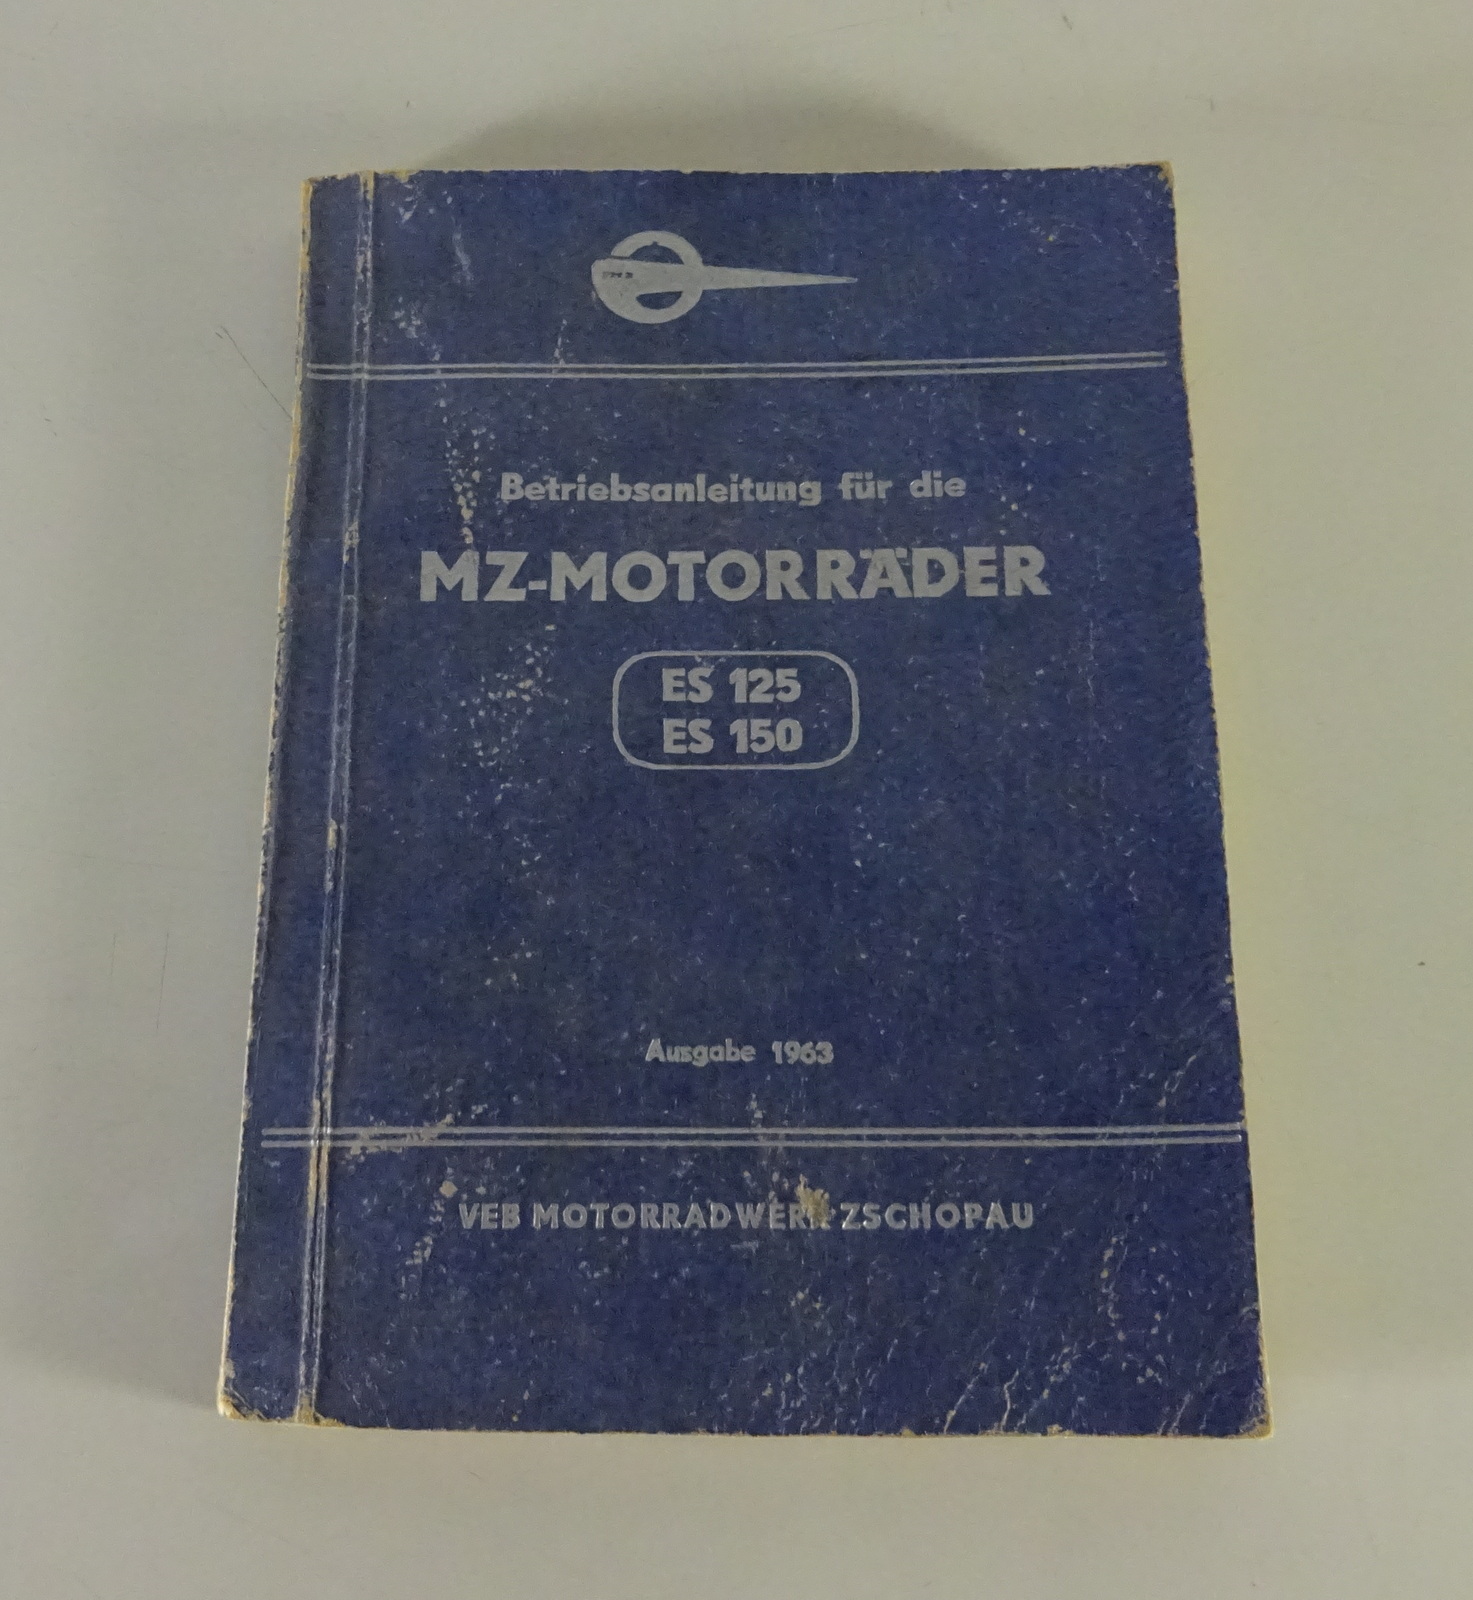 Betriebsanleitung für die
MZ-MOTORRÄDER
ES 125
ES 150
Ausgabe 1963
VEB MOTORRADWERK ZSCHOPAU